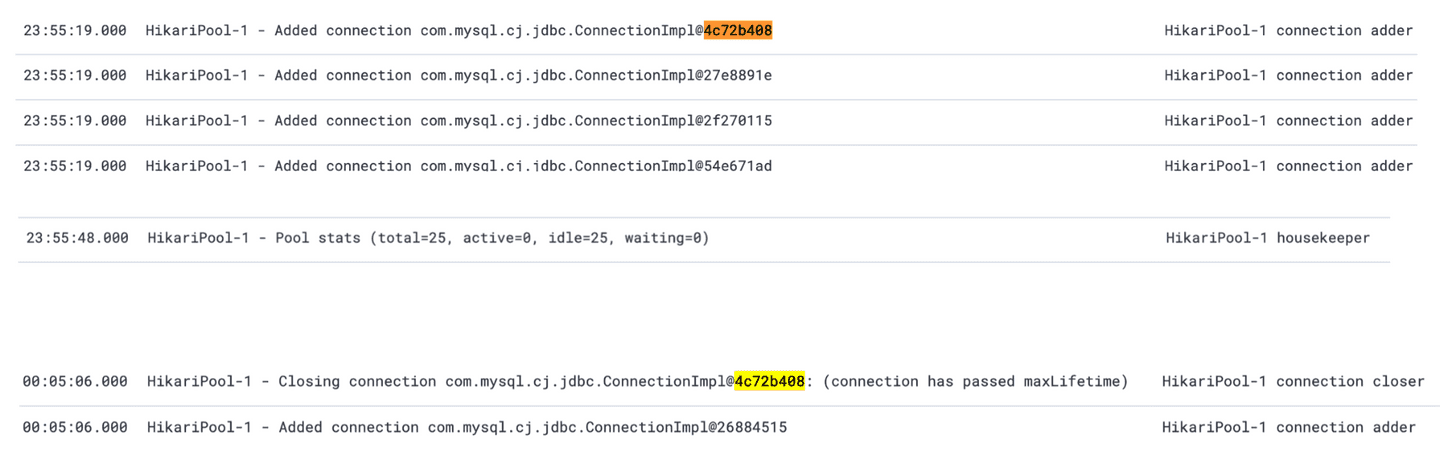 23:55:19.000 HikariPool-1 - Added connection com.mysql.cj.jdbc.ConnectionImpl@4c72b408 HikariPool-1 connection adder
23:55:19.000 HikariPool-1 - Added connection com.mysql.cj.jdbc.ConnectionImpl@27e8891e HikariPool-1 connection adder
23:55:19.000 HikariPool-1 - Added connection com.mysql.cj.jdbc.ConnectionImpl@2f270115 HikariPool-1 connection adder
23:55:19.000 HikariPool-1 - Added connection com.mysql.cj.jdbc.ConnectionImpl@54e671ad HikariPool-1 connection adder
23:55:48.000 HikariPool-1 - Pool stats (total=25, active=0, idle=25, waiting=0) HikariPool-1 housekeeper
00:05:06.000 HikariPool-1 - Closing connection com.mysql.cj.jdbc.ConnectionImpl@4c72b408: (connection has passed maxLifetime) HikariPool-1 connection closer
00:05:06.000 HikariPool-1 - Added connection com.mysql.cj.jdbc.ConnectionImpl@26884515 HikariPool-1 connection adder